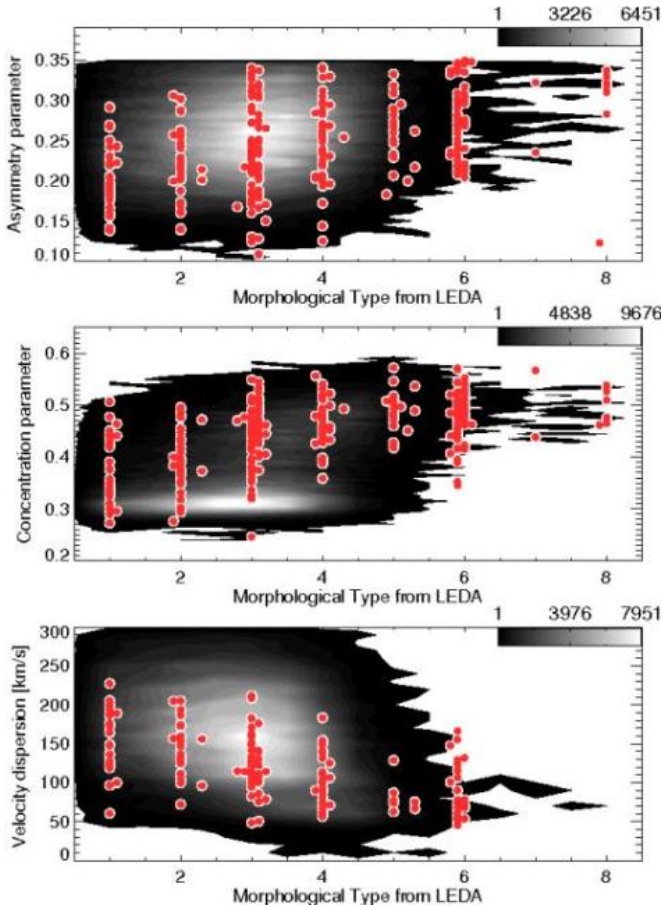 1 3226 6451
Asymmetry parameter
0.35
0.30
0.25
0.20
0.15
0.10
2 4 6 8
Morphological Type from LEDA
1 4838 9676
Concentration parameter
0.6
0.5
0.4
0.3
0.2
2 4 6 8
Morphological Type from LEDA
1 3976 7951
Velocity dispersion [km/s]
300
250
200
150
100
50
0
2 4 6 8
Morphological Type from LEDA